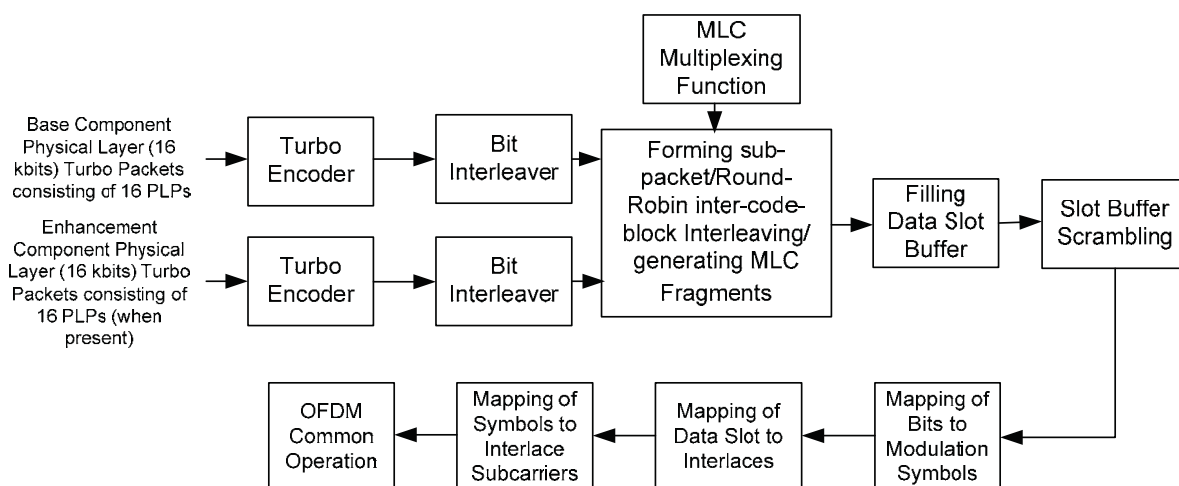 MLC
Multiplexing
Function
Base Component
Physical Layer (16
kbits) Turbo Packets
consisting of 16 PLPs
Turbo
Encoder
Bit
Interleaver
Enhancement
Component Physical
Layer (16 kbits) Turbo
Packets consisting of
16 PLPs (when
present)
Turbo
Encoder
Bit
Interleaver
Forming sub-
packet/Round-
Robin inter-code-
block Interleaving/
generating MLC
Fragments
Filling
Data Slot
Buffer
Slot Buffer
Scrambling
Mapping of
Bits to
Modulation
Symbols
Mapping of
Data Slot to
Interlaces
Mapping of
Symbols to
Interlace
Subcarriers
OFDM
Common
Operation